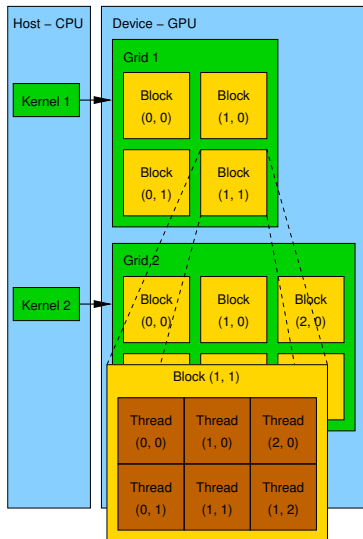 Host – CPU
Device – GPU
Grid 1
Kernel 1
Block
(0, 0)
Block
(1, 0)
Block
(0, 1)
Block
(1, 1)
Grid 2
Kernel 2
Block
(0, 0)
Block
(1, 0)
Block
(2, 0)
Block (1, 1)
Thread
(0, 0)
Thread
(1, 0)
Thread
(2, 0)
Thread
(0, 1)
Thread
(1, 1)
Thread
(1, 2)